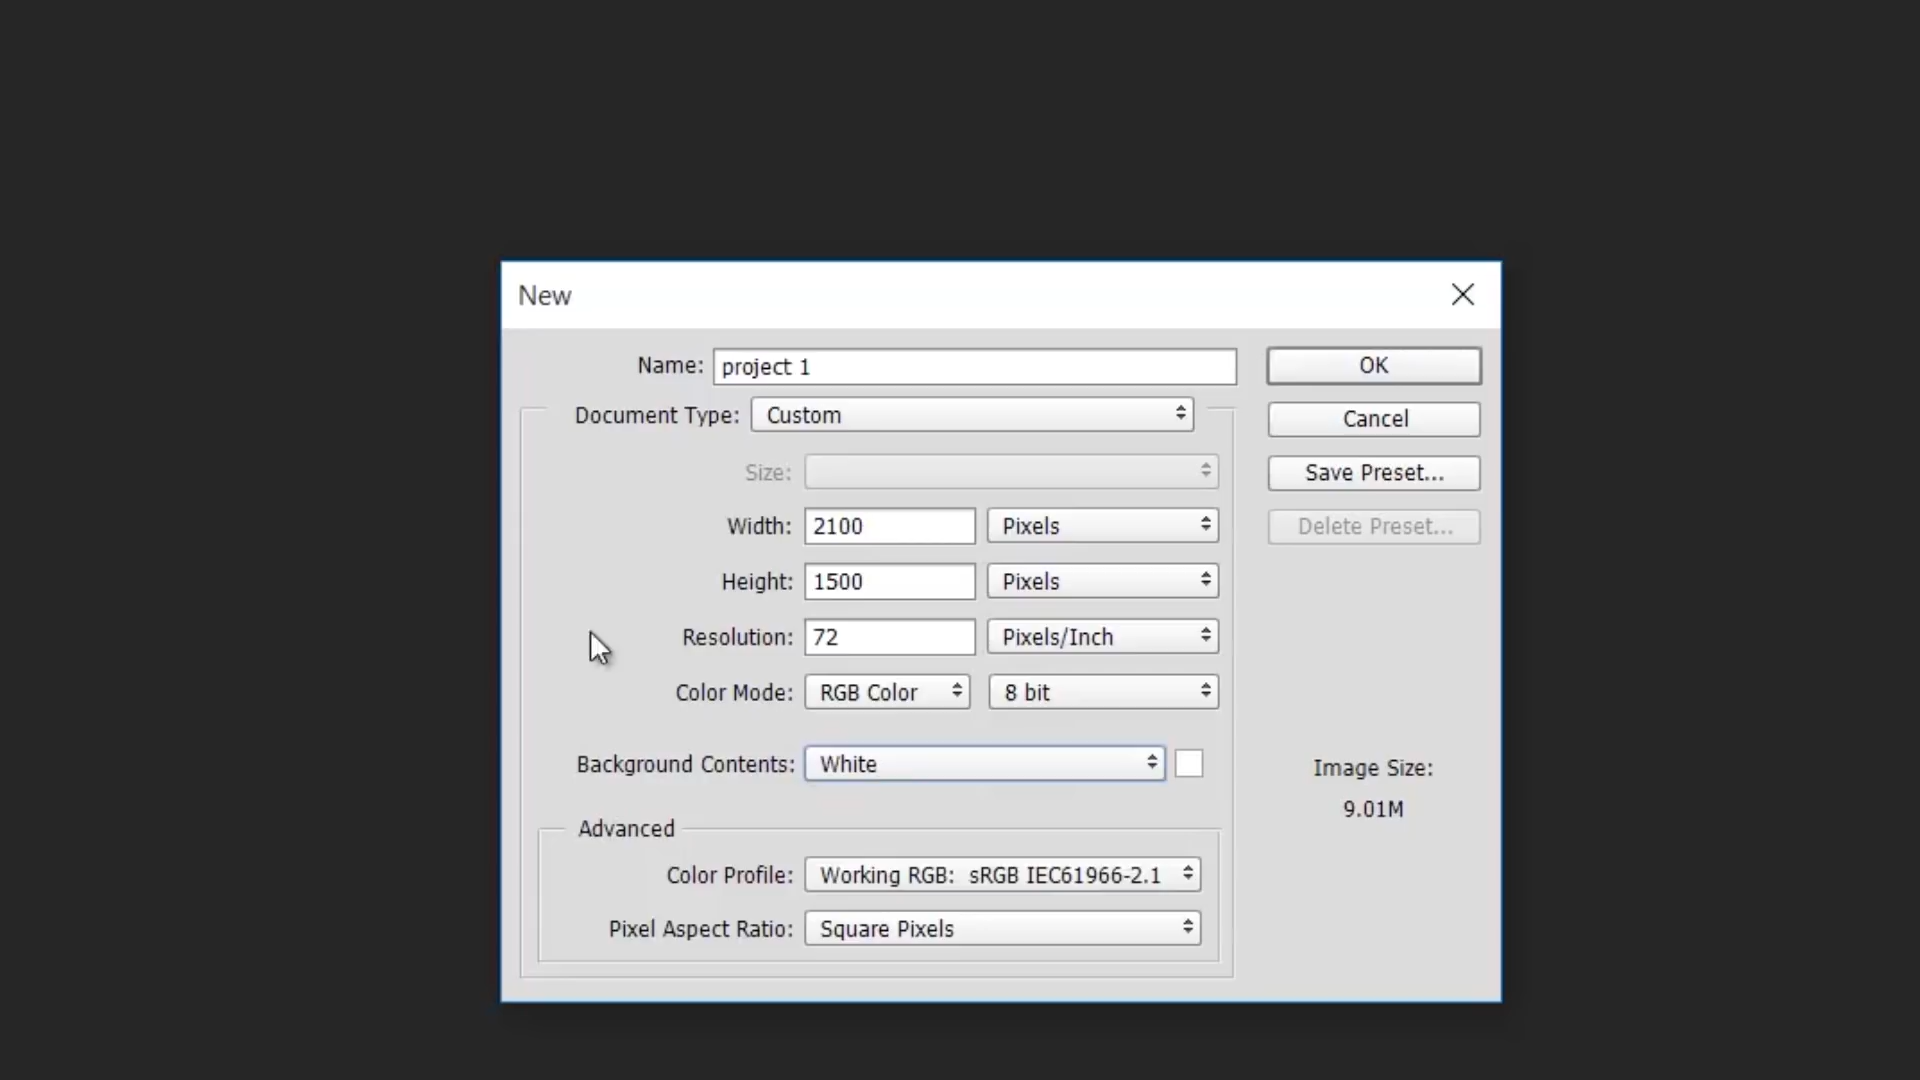 New
Name: project 1
OK
Document Type: Custom
Cancel
Size:
Save Preset...
Width: 2100 Pixels
Delete Preset...
Height: 1500 Pixels
Resolution: 72 Pixels/Inch
Color Mode: RGB Color 8 bit
Background Contents: White
Image Size:
9.01M
Advanced
Color Profile: Working RGB: sRGB IEC61966-2.1
Pixel Aspect Ratio: Square Pixels